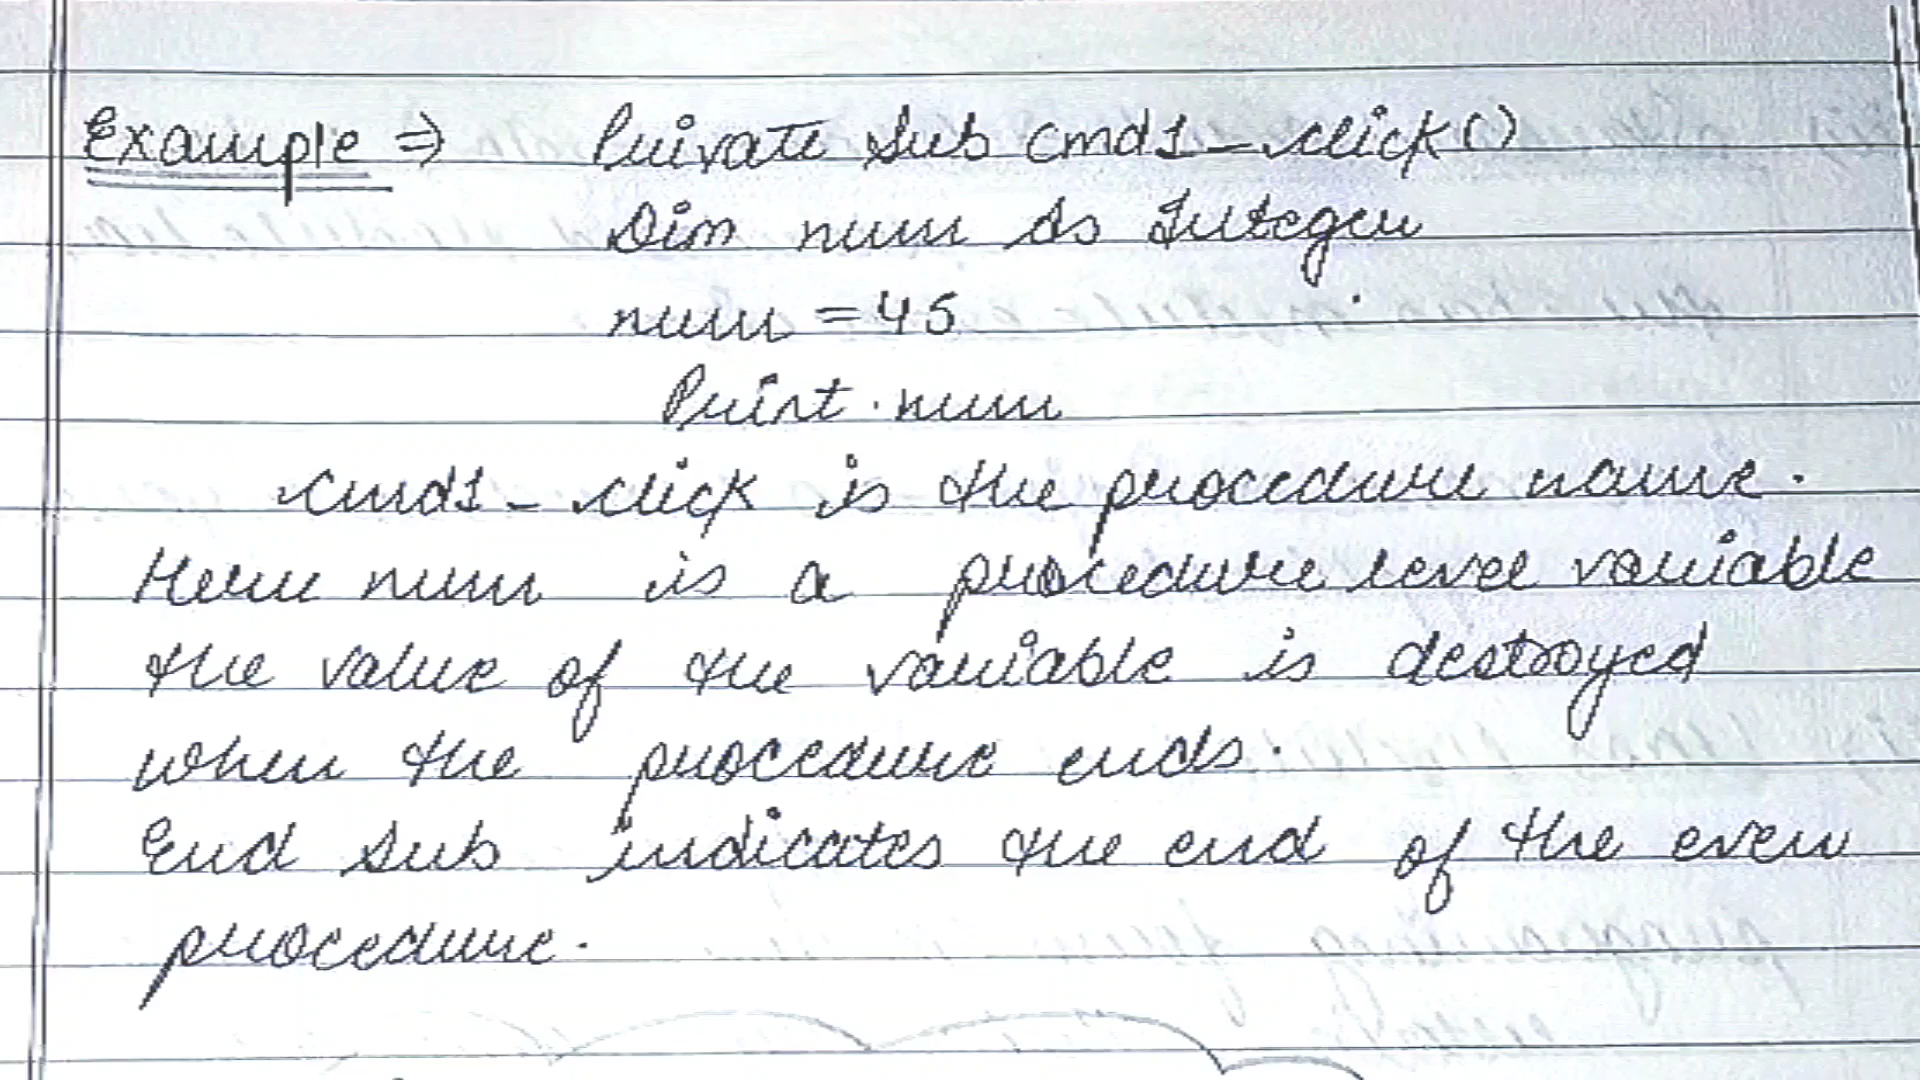 Example ⇒ Private Sub cmd1_click()
Dim num As Integer
num = 45
Print.num
cmd1_click is the procedure name.
Here num is a procedure level variable
the value of the variable is destroyed
when the procedure ends.
End Sub indicates the end of the even
procedure.